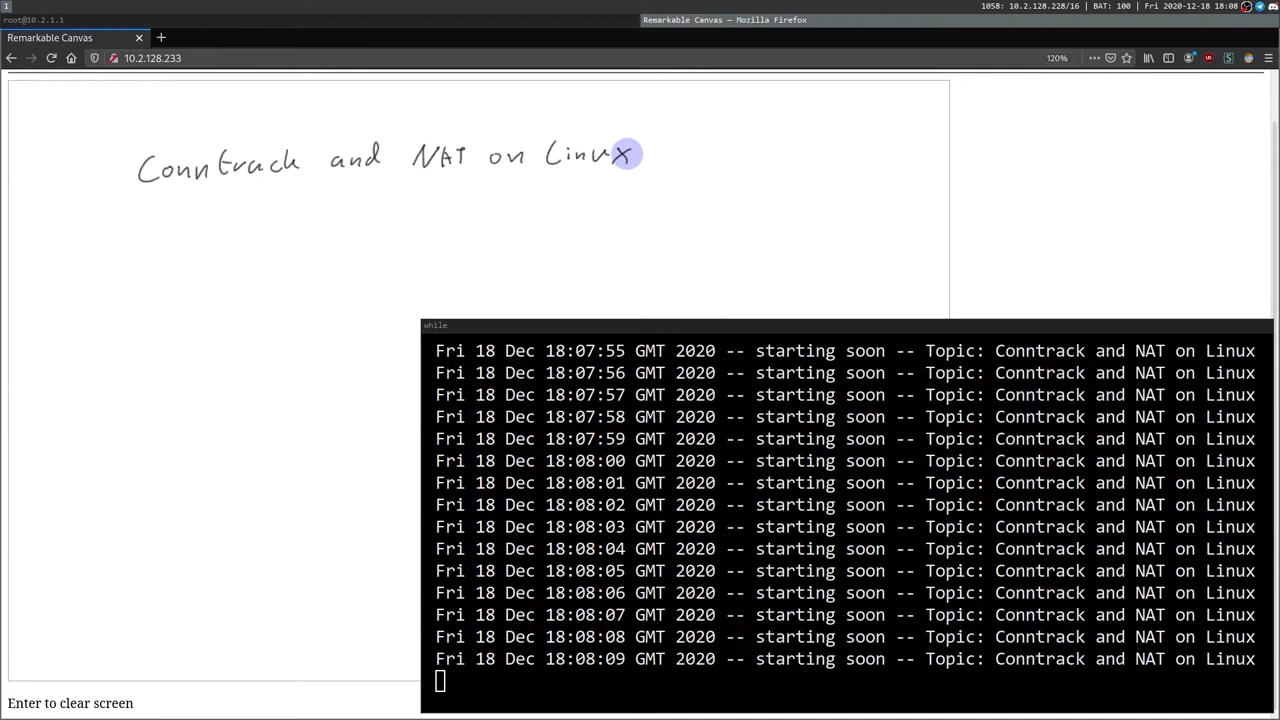 1
1058: 10.2.128.228/16 | BAT: 100 | Fri 2020-12-18 18:08
root@10.2.1.1
Remarkable Canvas — Mozilla Firefox
Remarkable Canvas
10.2.128.233
120%
Conntrack and NAT on Linux
while
Fri 18 Dec 18:07:55 GMT 2020 -- starting soon -- Topic: Conntrack and NAT on Linux
Fri 18 Dec 18:07:56 GMT 2020 -- starting soon -- Topic: Conntrack and NAT on Linux
Fri 18 Dec 18:07:57 GMT 2020 -- starting soon -- Topic: Conntrack and NAT on Linux
Fri 18 Dec 18:07:58 GMT 2020 -- starting soon -- Topic: Conntrack and NAT on Linux
Fri 18 Dec 18:07:59 GMT 2020 -- starting soon -- Topic: Conntrack and NAT on Linux
Fri 18 Dec 18:08:00 GMT 2020 -- starting soon -- Topic: Conntrack and NAT on Linux
Fri 18 Dec 18:08:01 GMT 2020 -- starting soon -- Topic: Conntrack and NAT on Linux
Fri 18 Dec 18:08:02 GMT 2020 -- starting soon -- Topic: Conntrack and NAT on Linux
Fri 18 Dec 18:08:03 GMT 2020 -- starting soon -- Topic: Conntrack and NAT on Linux
Fri 18 Dec 18:08:04 GMT 2020 -- starting soon -- Topic: Conntrack and NAT on Linux
Fri 18 Dec 18:08:05 GMT 2020 -- starting soon -- Topic: Conntrack and NAT on Linux
Fri 18 Dec 18:08:06 GMT 2020 -- starting soon -- Topic: Conntrack and NAT on Linux
Fri 18 Dec 18:08:07 GMT 2020 -- starting soon -- Topic: Conntrack and NAT on Linux
Fri 18 Dec 18:08:08 GMT 2020 -- starting soon -- Topic: Conntrack and NAT on Linux
Fri 18 Dec 18:08:09 GMT 2020 -- starting soon -- Topic: Conntrack and NAT on Linux
Enter to clear screen